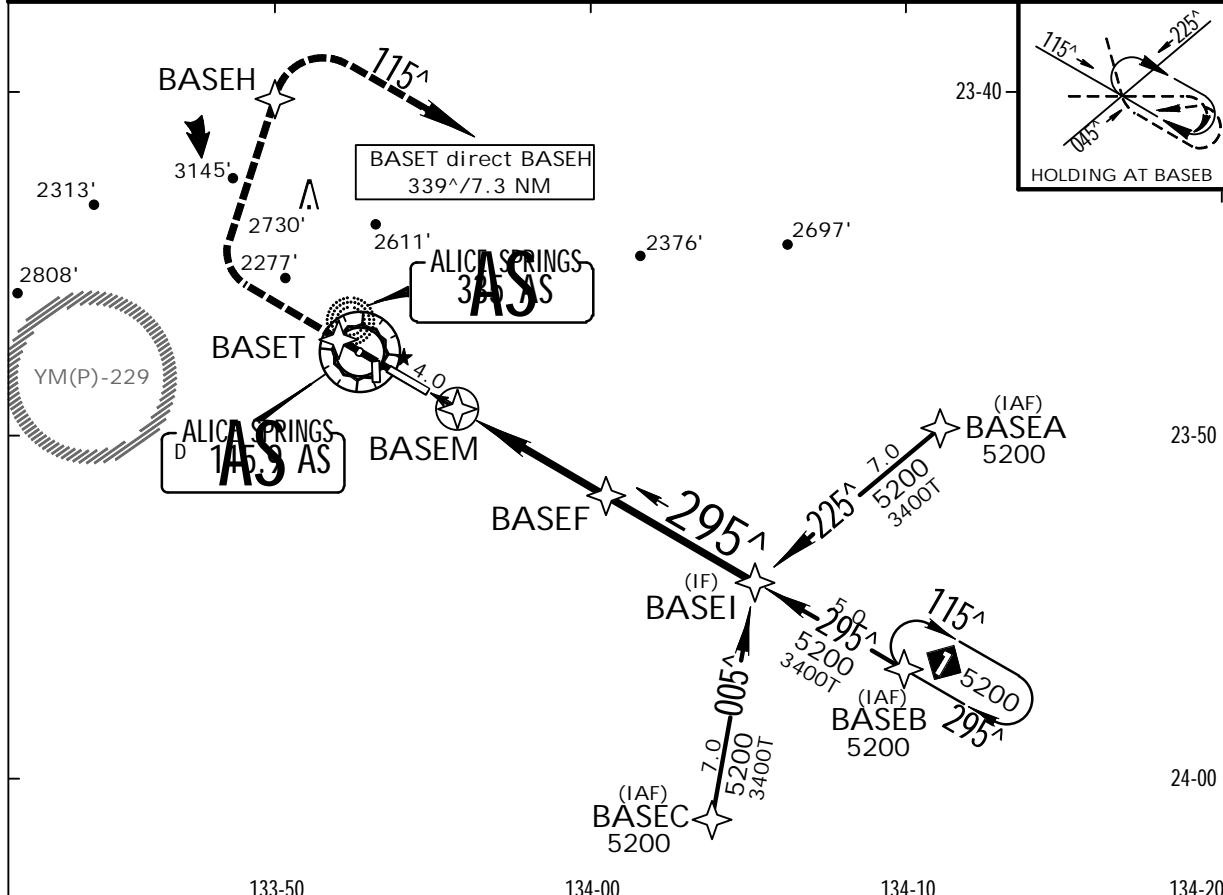 115^
BASEH
23-40
115^
225^
045^
HOLDING AT BASEB
BASET direct BASEH
339^/7.3 NM
3145'
2313'
2730'
2611'
2376'
2697'
2277'
2808'
ALICE SPRINGS
AS
AS
BASET
YM(P)-229
4.0
(IAF)
BASEA
5200
23-50
ALICE SPRINGS
D
AS
AS
BASEM
7.0
5200
3400T
225^
BASEF
295^
(IF)
BASEI
115^
5.0
295^
5200
3400T
5200
(IAF)
BASEB
5200
295^
005^
7.0
5200
3400T
24-00
(IAF)
BASEC
5200
133-50
134-00
134-10
134-20